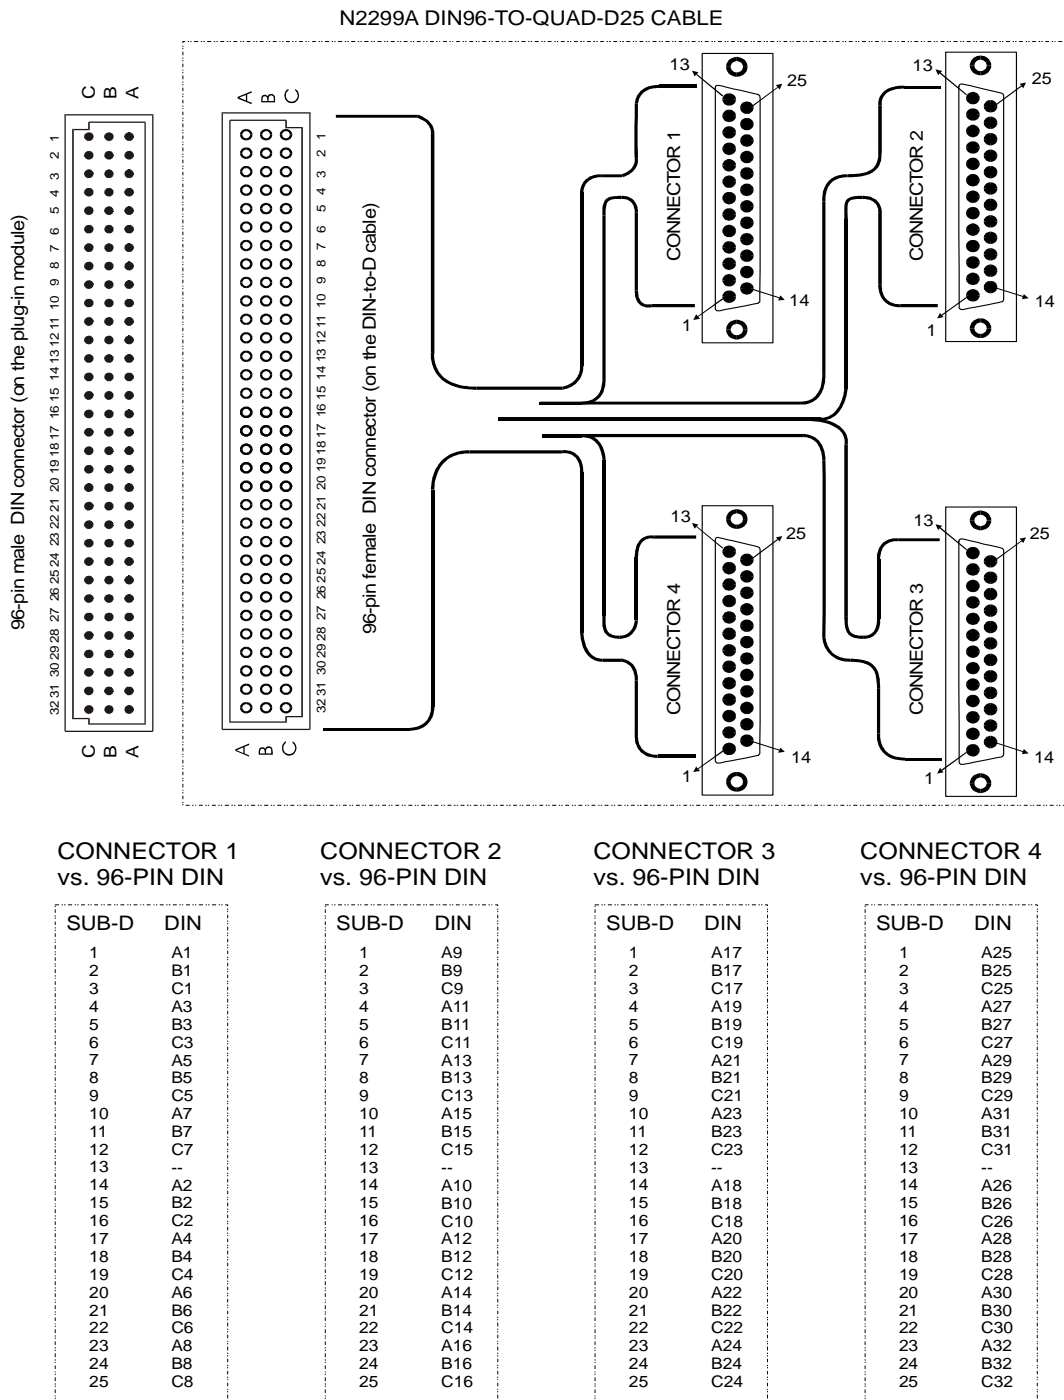 N2299A DIN96-TO-QUAD-D25 CABLE
C B A
1
2
3
4
5
6
7
8
9
10
11
12
13
14
15
16
17
18
19
20
21
22
23
24
25
26
27
28
29
30
31
32
C B A
96-pin male DIN connector (on the plug-in module)
A B C
1
2
3
4
5
6
7
8
9
10
11
12
13
14
15
16
17
18
19
20
21
22
23
24
25
26
27
28
29
30
31
32
A B C
96-pin female DIN connector (on the DIN-to-D cable)
13
25
CONNECTOR 1
14
1
13
25
CONNECTOR 2
14
1
13
25
CONNECTOR 4
14
1
13
25
CONNECTOR 3
14
1
CONNECTOR 1
vs. 96-PIN DIN
SUB-D DIN
1 A1
2 B1
3 C1
4 A3
5 B3
6 C3
7 A5
8 B5
9 C5
10 A7
11 B7
12 C7
13 --
14 A2
15 B2
16 C2
17 A4
18 B4
19 C4
20 A6
21 B6
22 C6
23 A8
24 B8
25 C8
CONNECTOR 2
vs. 96-PIN DIN
SUB-D DIN
1 A9
2 B9
3 C9
4 A11
5 B11
6 C11
7 A13
8 B13
9 C13
10 A15
11 B15
12 C15
13 --
14 A10
15 B10
16 C10
17 A12
18 B12
19 C12
20 A14
21 B14
22 C14
23 A16
24 B16
25 C16
CONNECTOR 3
vs. 96-PIN DIN
SUB-D DIN
1 A17
2 B17
3 C17
4 A19
5 B19
6 C19
7 A21
8 B21
9 C21
10 A23
11 B23
12 C23
13 --
14 A18
15 B18
16 C18
17 A20
18 B20
19 C20
20 A22
21 B22
22 C22
23 A24
24 B24
25 C24
CONNECTOR 4
vs. 96-PIN DIN
SUB-D DIN
1 A25
2 B25
3 C25
4 A27
5 B27
6 C27
7 A29
8 B29
9 C29
10 A31
11 B31
12 C31
13 --
14 A26
15 B26
16 C26
17 A28
18 B28
19 C28
20 A30
21 B30
22 C30
23 A32
24 B32
25 C32